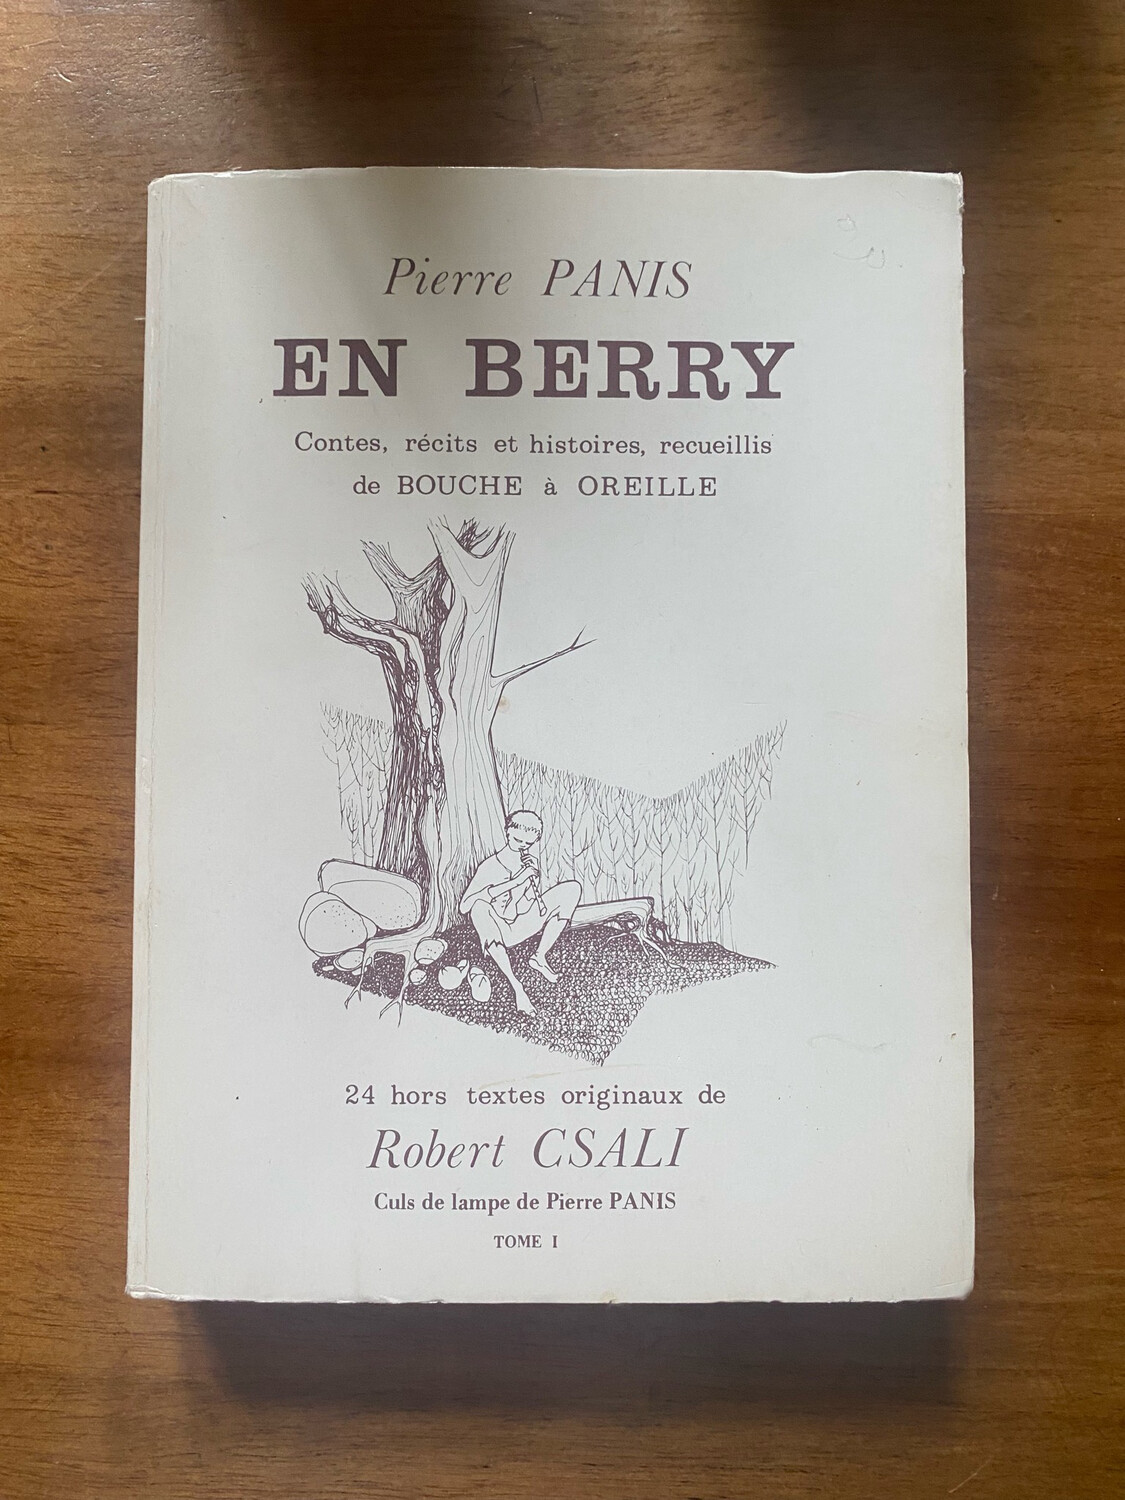 Pierre PANIS
EN BERRY
Contes, récits et histoires, recueillis
de BOUCHE à OREILLE
24 hors textes originaux de
Robert CSALI
Culs de lampe de Pierre PANIS
TOME I